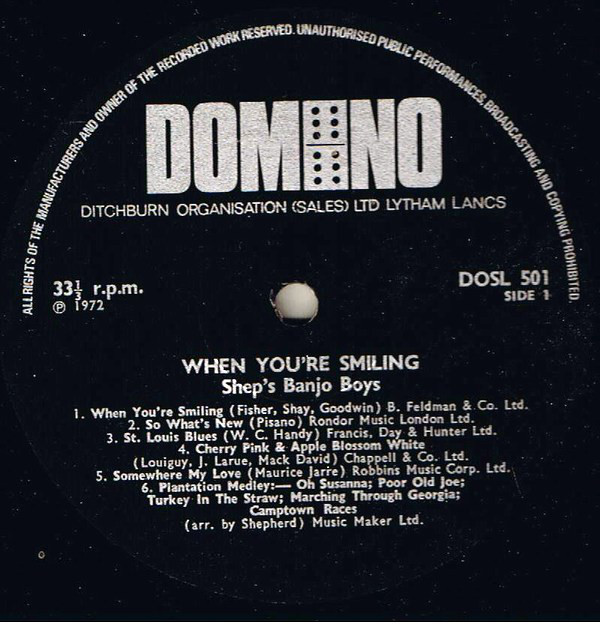 ALL RIGHTS OF THE MANUFACTURERS AND OWNER OF THE RECORDED WORK RESERVED. UNAUTHORISED PUBLIC PERFORMANCES, BROADCASTING AND COPYING PROHIBITED
DOMINO
DITCHBURN ORGANISATION (SALES) LTD LYTHAM LANCS
33⅓ r.p.m.
℗ 1972
DOSL 501
SIDE 1
WHEN YOU'RE SMILING
Shep's Banjo Boys
1. When You're Smiling (Fisher, Shay, Goodwin) B. Feldman & Co. Ltd.
2. So What's New (Pisano) Rondor Music London Ltd.
3. St. Louis Blues (W. C. Handy) Francis, Day & Hunter Ltd.
4. Cherry Pink & Apple Blossom White
(Louiguy, J. Larue, Mack David) Chappell & Co. Ltd.
5. Somewhere My Love (Maurice Jarre) Robbins Music Corp. Ltd.
6. Plantation Medley:— Oh Susanna; Poor Old Joe;
Turkey In The Straw; Marching Through Georgia;
Camptown Races
(arr. by Shepherd) Music Maker Ltd.